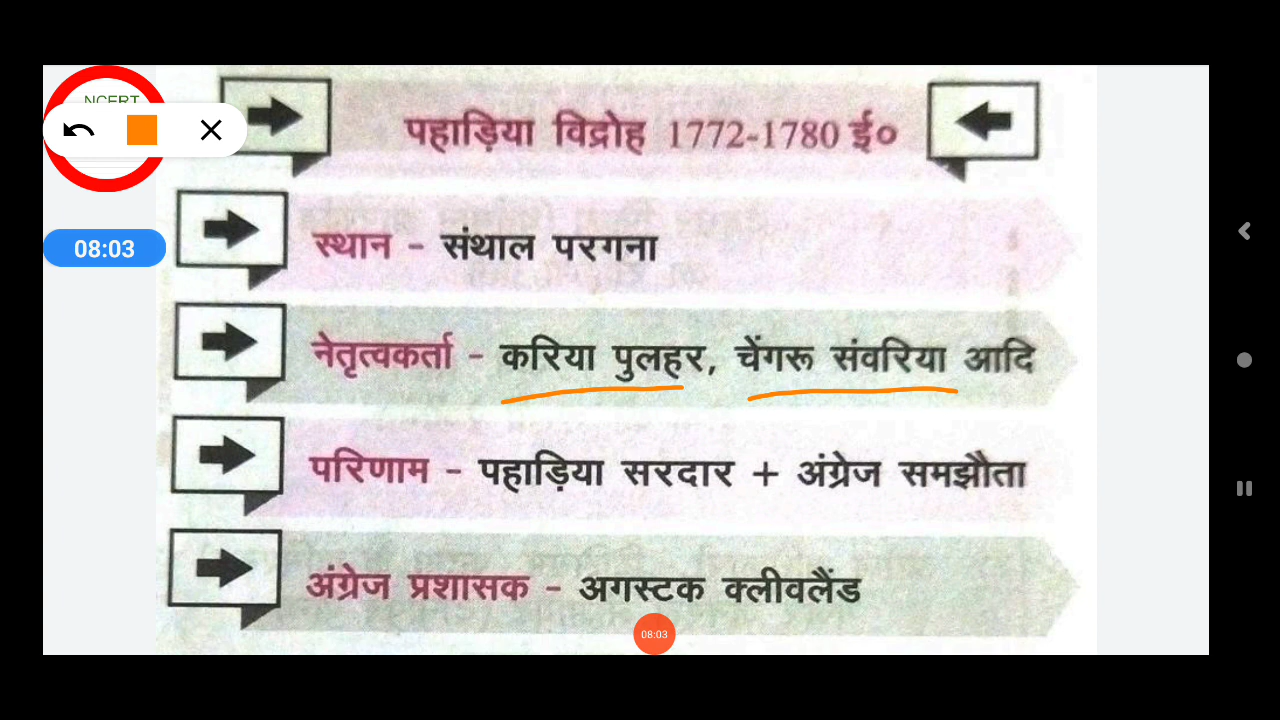 NCERT
पहाड़िया विद्रोह 1772-1780 ई०
08:03
स्थान - संथाल परगना
नेतृत्वकर्ता - करिया पुलहर, चेंगरू संवरिया आदि
परिणाम - पहाड़िया सरदार + अंग्रेज समझौता
अंग्रेज प्रशासक - अगस्टक क्लीवलैंड
08:03